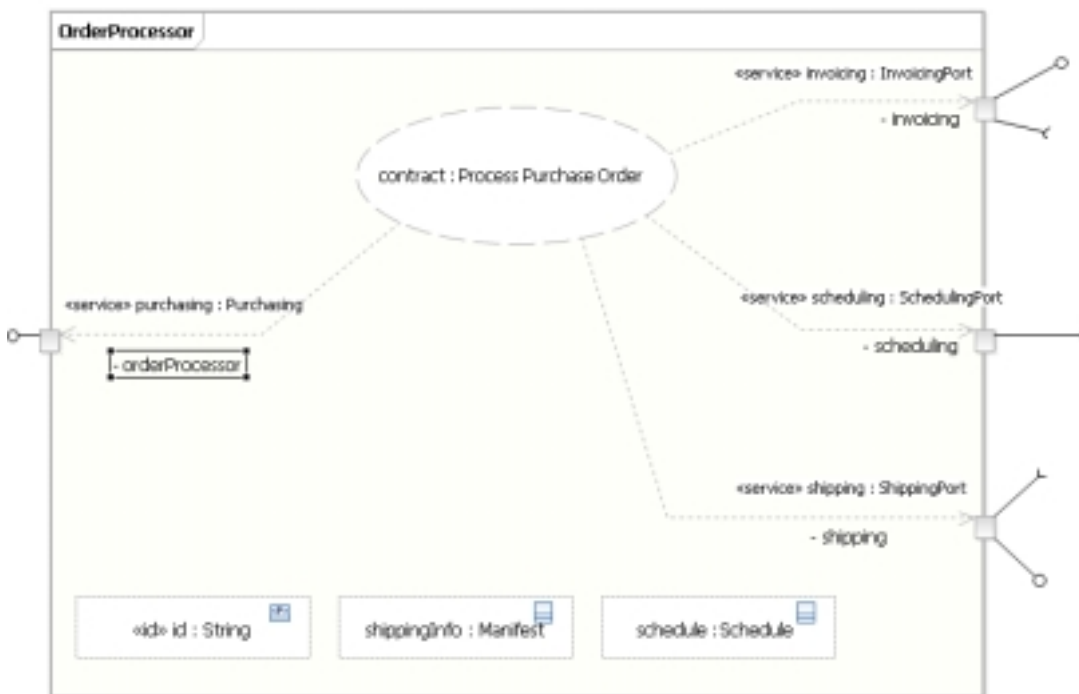 OrderProcessor
«service» invoicing : InvoicingPort
- invoicing
contract : Process Purchase Order
«service» purchasing : Purchasing
- orderProcessor
«service» scheduling : SchedulingPort
- scheduling
«service» shipping : ShippingPort
- shipping
«id» id : String
shippingInfo : Manifest
schedule : Schedule